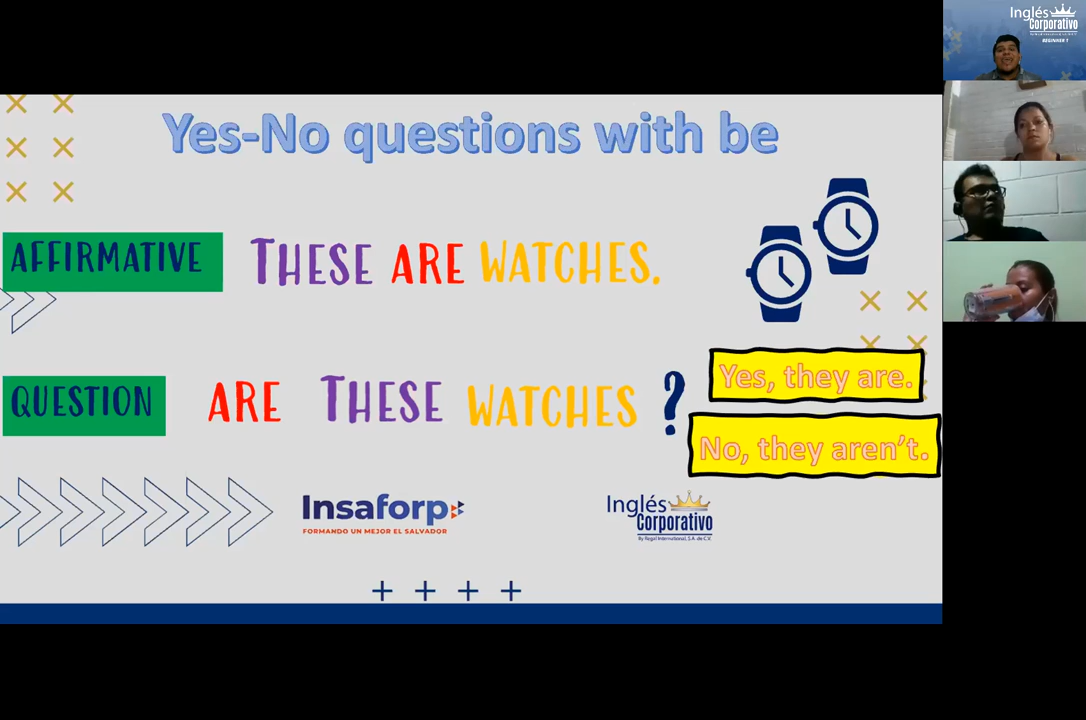 Yes-No questions with be
AFFIRMATIVE THESE ARE WATCHES.
QUESTION ARE THESE WATCHES ?
Yes, they are.
No, they aren't.
Insaforp
FORMANDO UN MEJOR EL SALVADOR
Inglés
Corporativo
By Regal International, S.A. de C.V.
Inglés
Corporativo
BEGINNER 1